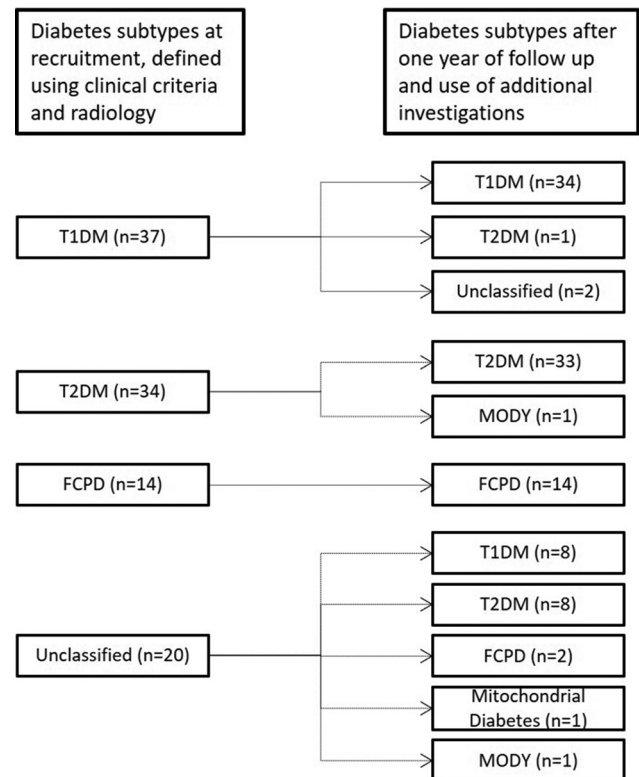 Diabetes subtypes at
recruitment, defined
using clinical criteria
and radiology
Diabetes subtypes after
one year of follow up
and use of additional
investigations
T1DM (n=37)
T1DM (n=34)
T2DM (n=1)
Unclassified (n=2)
T2DM (n=34)
T2DM (n=33)
MODY (n=1)
FCPD (n=14)
FCPD (n=14)
Unclassified (n=20)
T1DM (n=8)
T2DM (n=8)
FCPD (n=2)
Mitochondrial
Diabetes (n=1)
MODY (n=1)